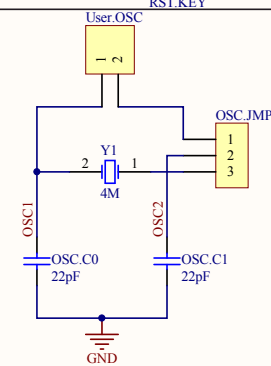 RST.KEY
User.OSC
1 2
OSC.JMP
1
2
3
Y1
2 1
4M
OSC1
OSC2
OSC.C0
22pF
OSC.C1
22pF
GND